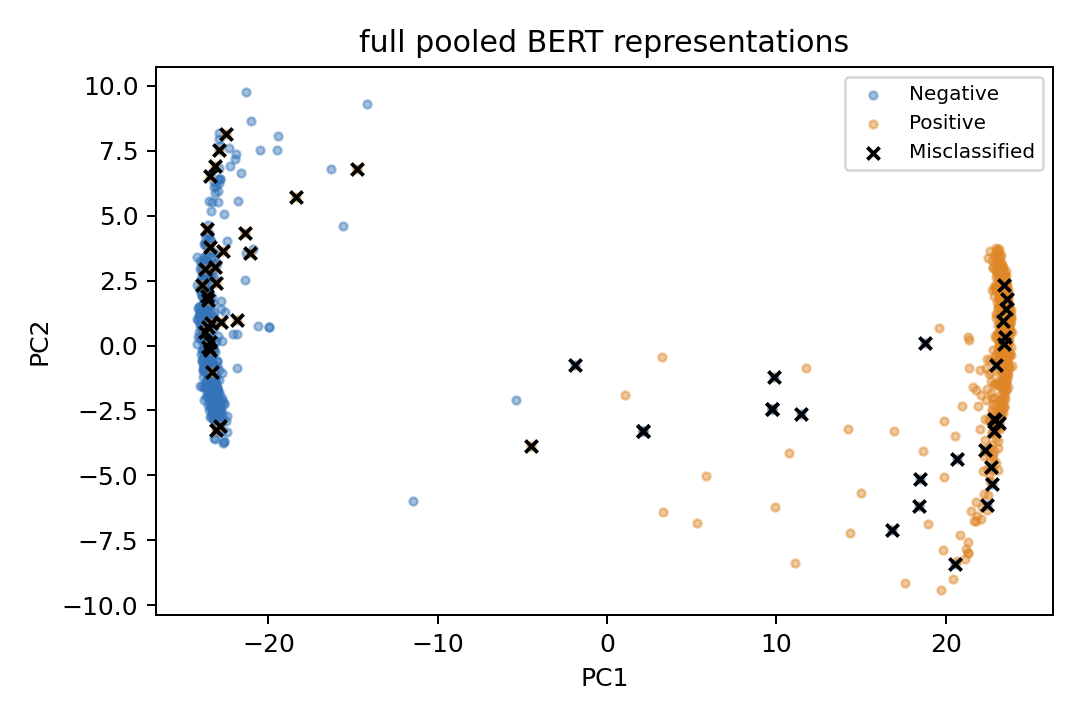 full pooled BERT representations
10.0
7.5
5.0
2.5
0.0
−2.5
−5.0
−7.5
−10.0
PC2
Negative
Positive
Misclassified
−20
−10
0
10
20
PC1